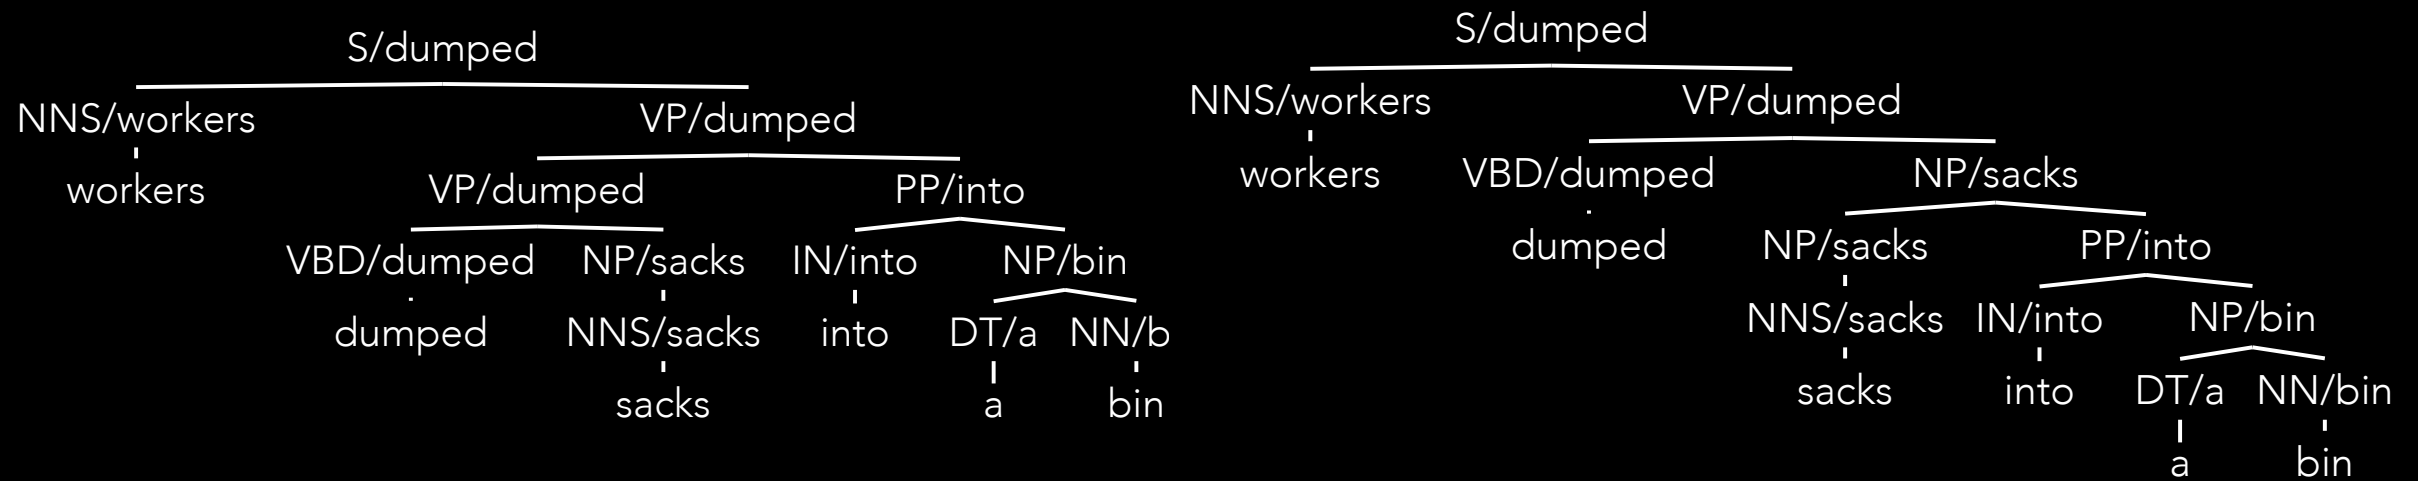 S/dumped
NNS/workers VP/dumped
workers VP/dumped PP/into
VBD/dumped NP/sacks IN/into NP/bin
dumped NNS/sacks into DT/a NN/b
sacks a bin
S/dumped
NNS/workers VP/dumped
workers VBD/dumped NP/sacks
dumped NP/sacks PP/into
NNS/sacks IN/into NP/bin
sacks into DT/a NN/bin
a bin